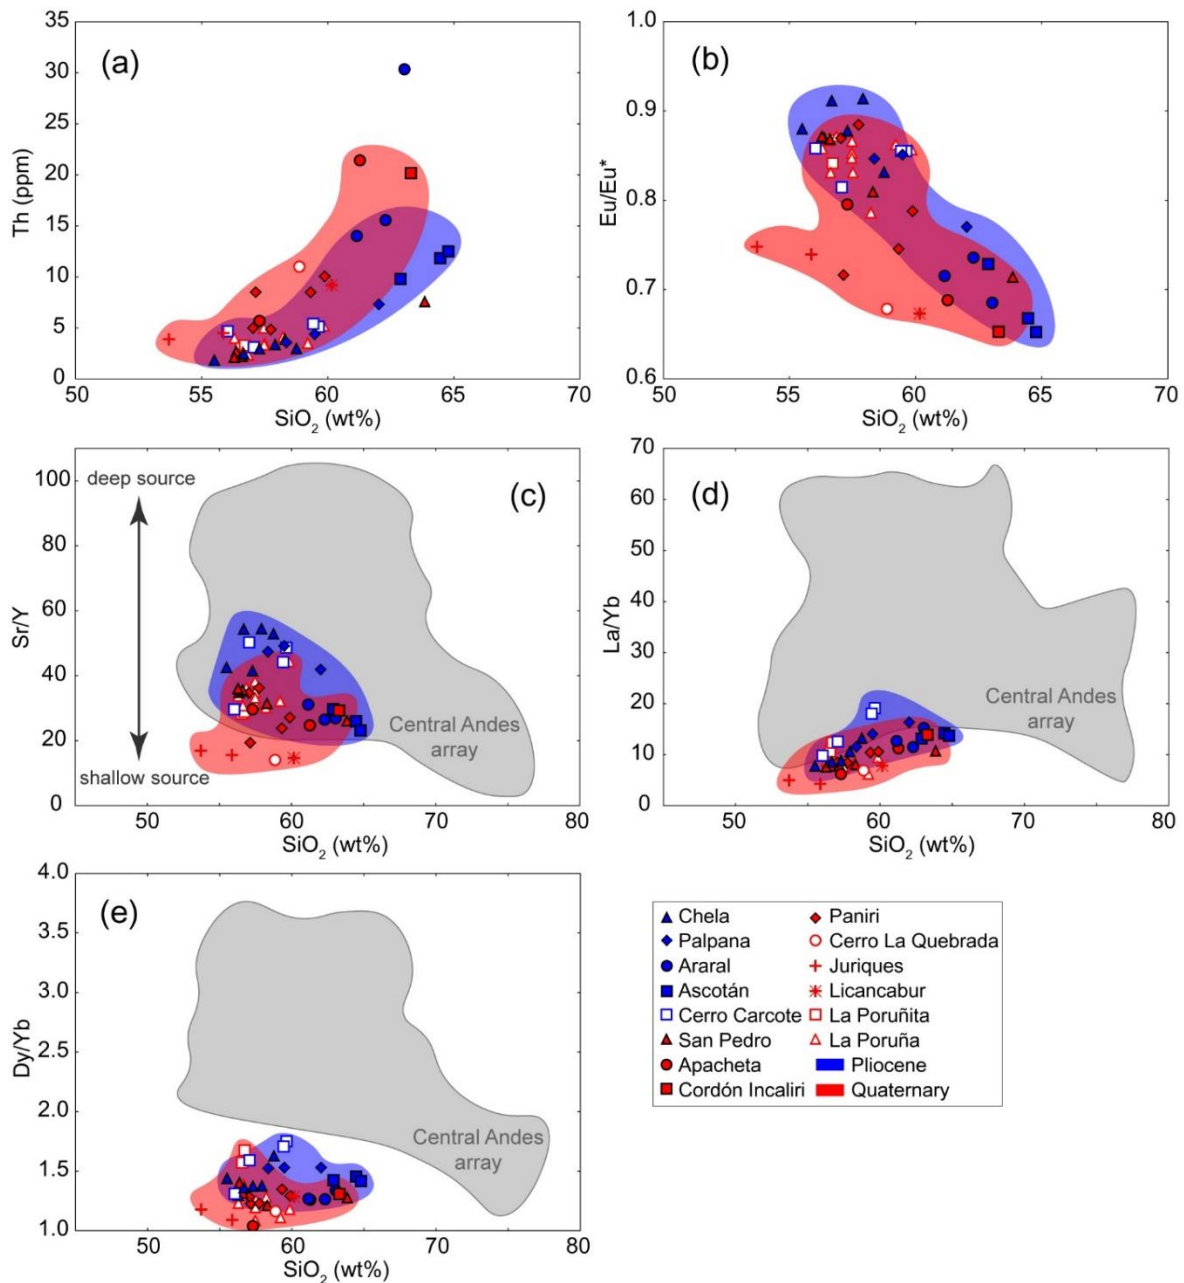 (a)
Th (ppm)
35
30
25
20
15
10
5
0
50 55 60 65 70
SiO2 (wt%)
(b)
Eu/Eu*
1.0
0.9
0.8
0.7
0.6
50 55 60 65 70
SiO2 (wt%)
(c)
Sr/Y
100
80
60
40
20
0
deep source
shallow source
Central Andes
array
50 60 70 80
SiO2 (wt%)
(d)
La/Yb
70
60
50
40
30
20
10
0
Central Andes
array
50 60 70 80
SiO2 (wt%)
(e)
Dy/Yb
4.0
3.5
3.0
2.5
2.0
1.5
1.0
Central Andes
array
50 60 70 80
SiO2 (wt%)
Chela
Palpana
Araral
Ascotán
Cerro Carcote
San Pedro
Apacheta
Cordón Incaliri
Paniri
Cerro La Quebrada
Juriques
Licancabur
La Poruñita
La Poruña
Pliocene
Quaternary